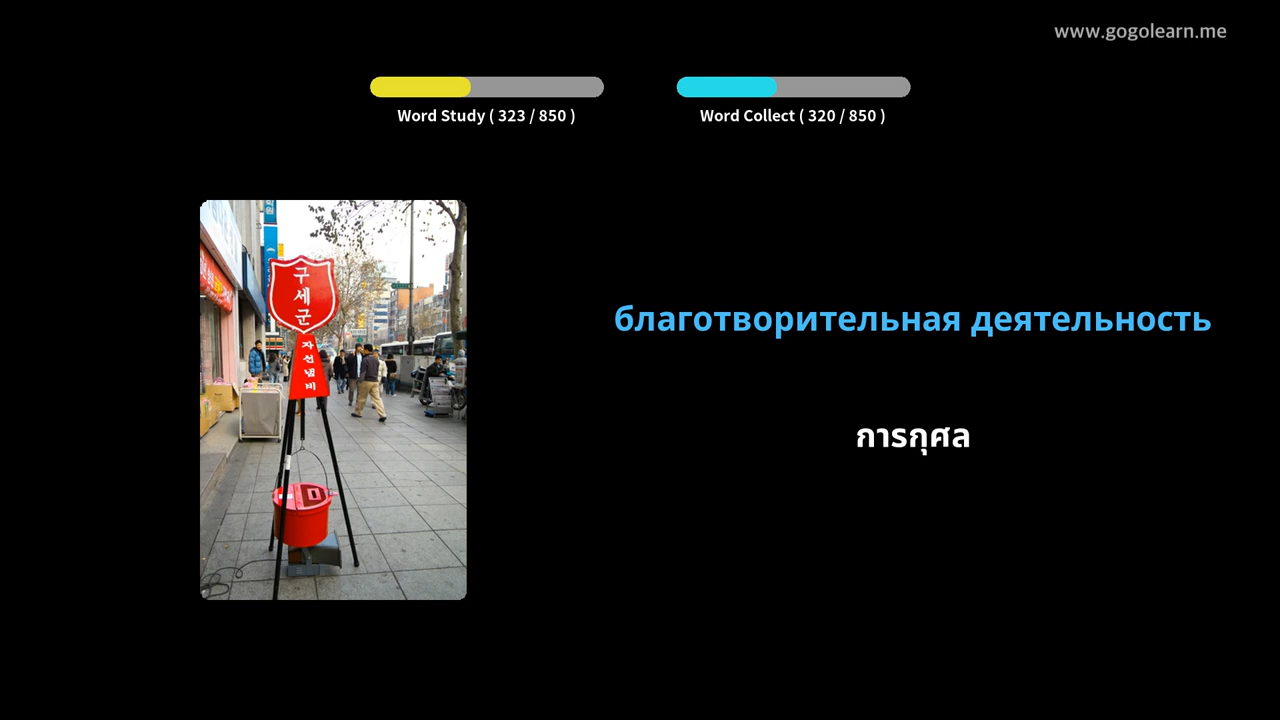 www.gogolearn.me
Word Study ( 323 / 850 )
Word Collect ( 320 / 850 )
구세군
자선냄비
благотворительная деятельность
การกุศล